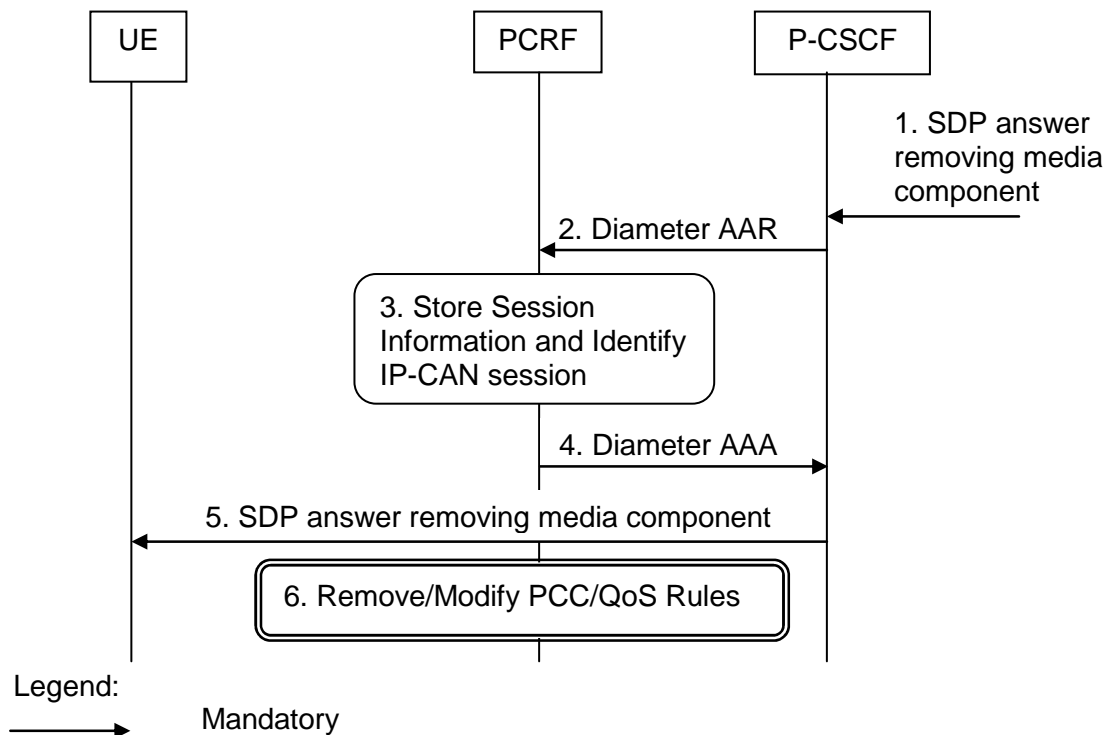 UE
PCRF
P-CSCF
1. SDP answer
removing media
component
2. Diameter AAR
3. Store Session
Information and Identify
IP-CAN session
4. Diameter AAA
5. SDP answer removing media component
6. Remove/Modify PCC/QoS Rules
Legend:
Mandatory